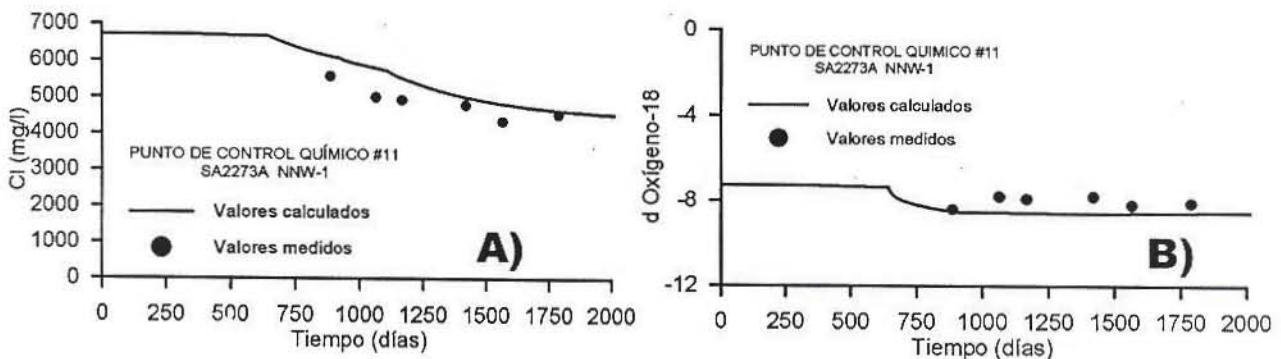 7000
6000
5000
4000
3000
2000
1000
0
Cl (mg/l)
PUNTO DE CONTROL QUÍMICO #11
SA2273A NNW-1
Valores calculados
Valores medidos
A)
0 250 500 750 1000 1250 1500 1750 2000
Tiempo (días)
0
-4
-8
-12
d Oxígeno-18
PUNTO DE CONTROL QUIMICO #11
SA2273A NNW-1
Valores calculados
Valores medidos
B)
0 250 500 750 1000 1250 1500 1750 2000
Tiempo (días)